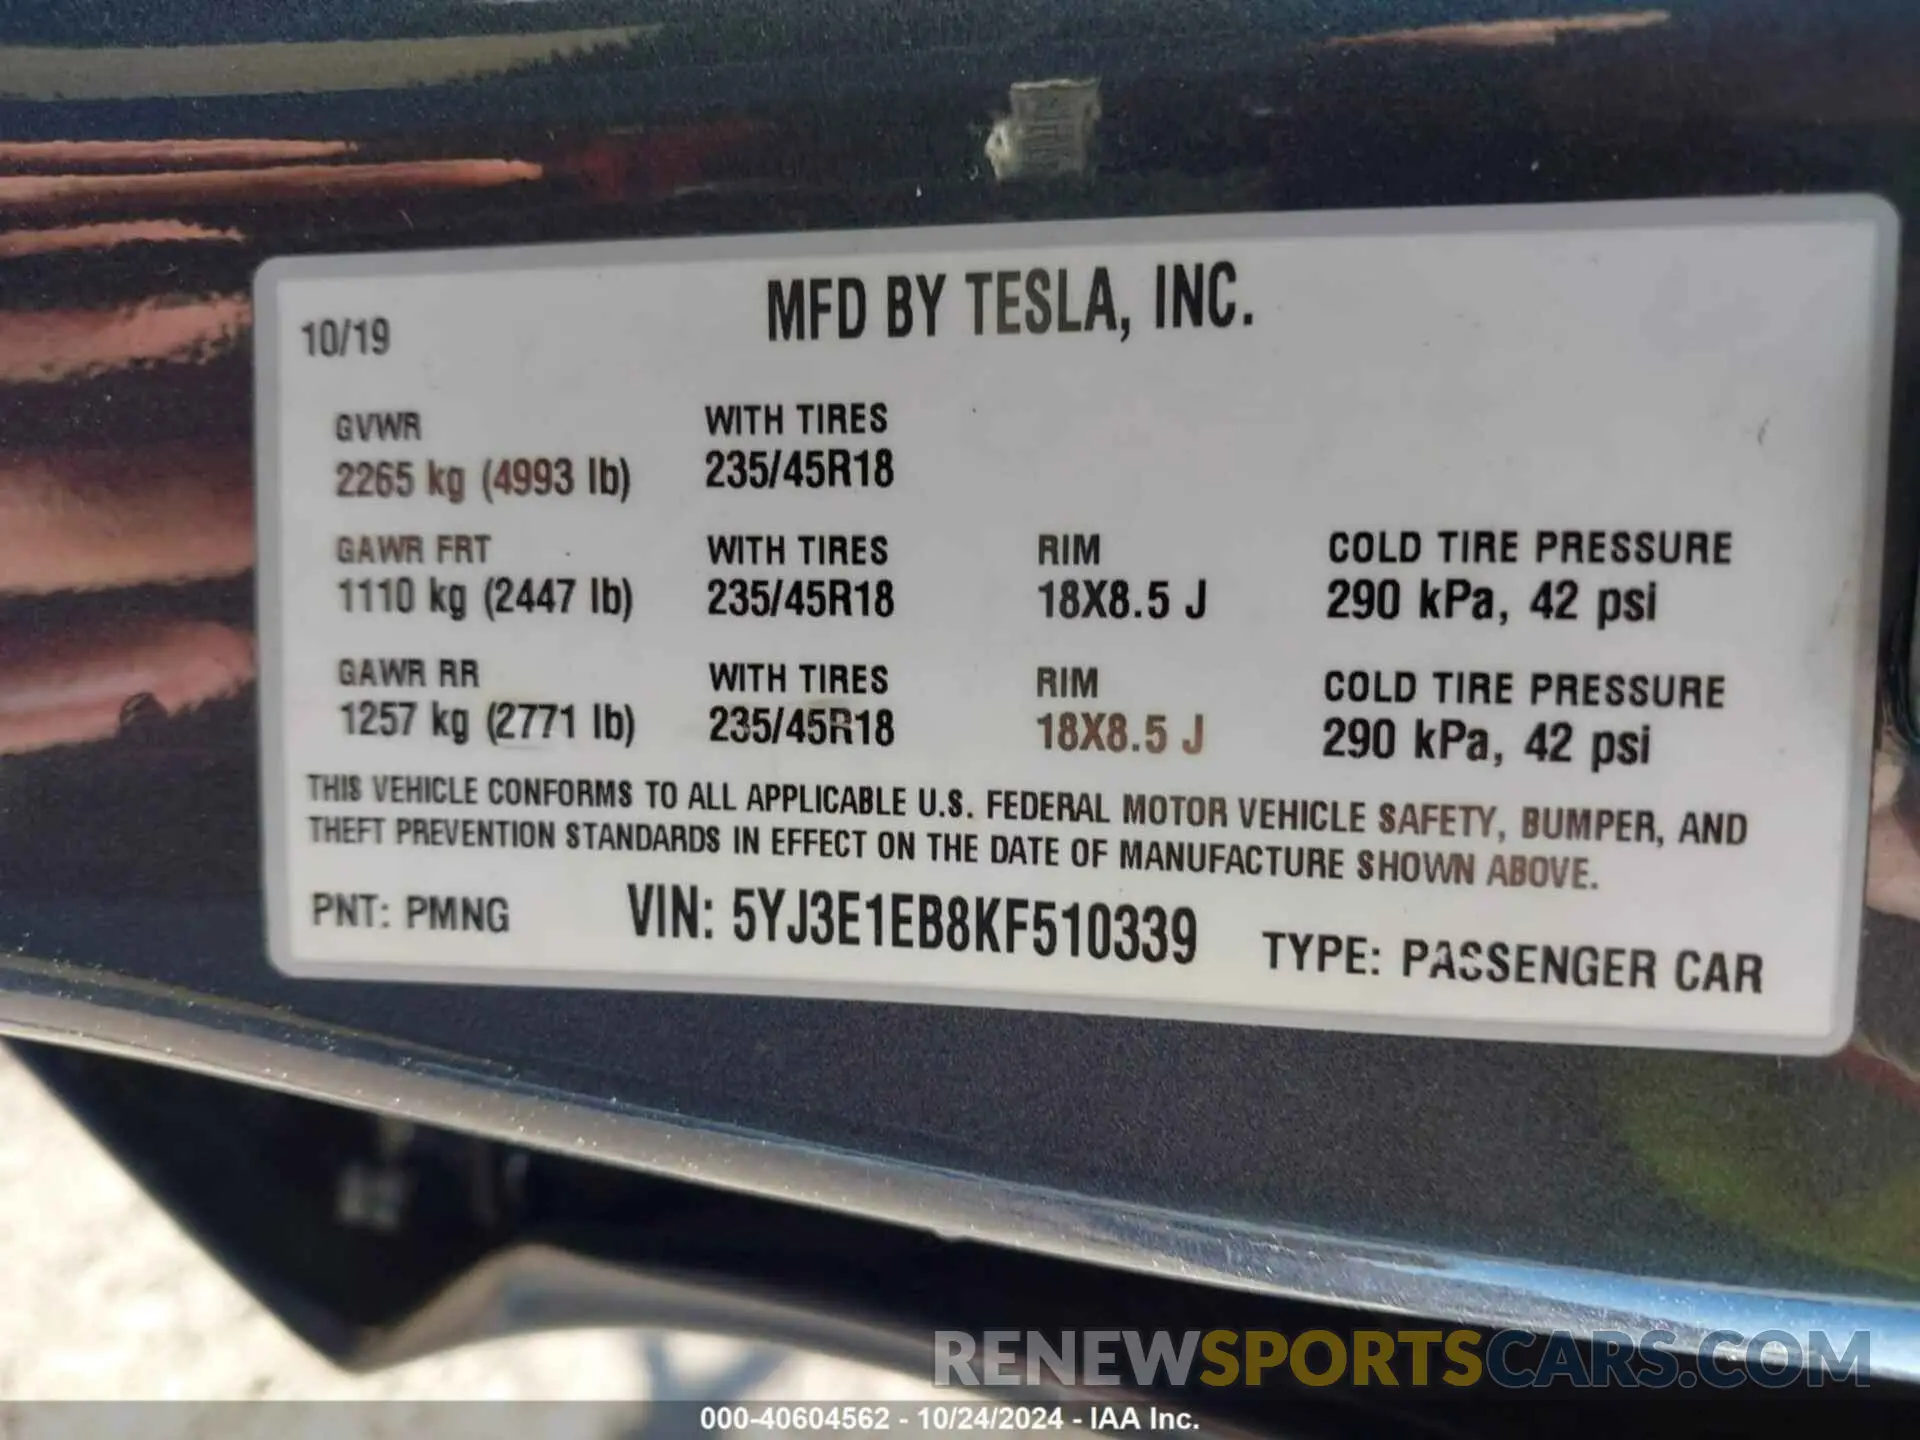 10/19 MFD BY TESLA, INC.
GVWR WITH TIRES
2265 kg (4993 lb) 235/45R18
GAWR FRT WITH TIRES RIM COLD TIRE PRESSURE
1110 kg (2447 lb) 235/45R18 18X8.5 J 290 kPa, 42 psi
GAWR RR WITH TIRES RIM COLD TIRE PRESSURE
1257 kg (2771 lb) 235/45R18 18X8.5 J 290 kPa, 42 psi
THIS VEHICLE CONFORMS TO ALL APPLICABLE U.S. FEDERAL MOTOR VEHICLE SAFETY, BUMPER, AND
THEFT PREVENTION STANDARDS IN EFFECT ON THE DATE OF MANUFACTURE SHOWN ABOVE.
PNT: PMNG VIN: 5YJ3E1EB8KF510339 TYPE: PASSENGER CAR
RENEWSPORTSCARS.COM
000-40604562 - 10/24/2024 - IAA Inc.